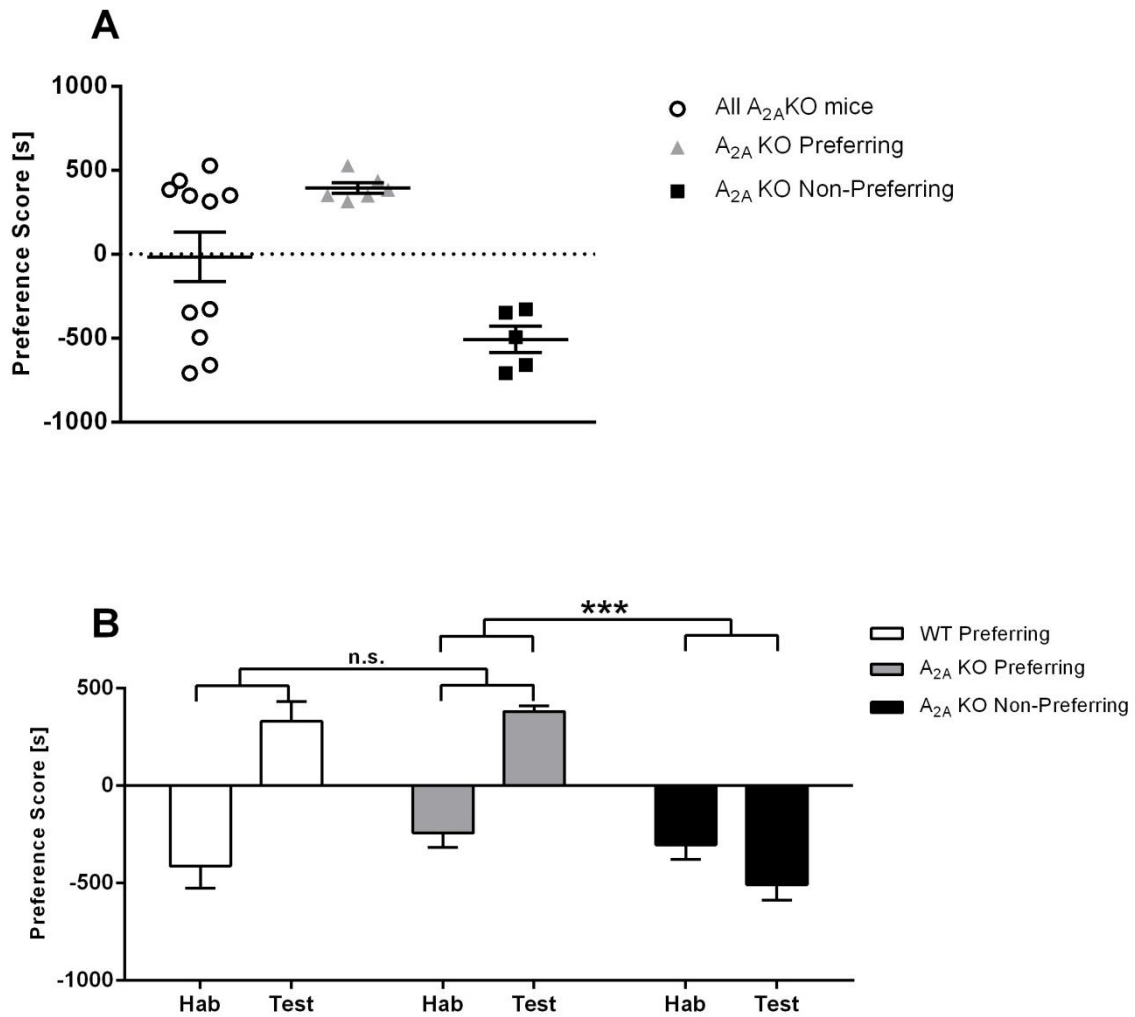 A
1000
500
0
-500
-1000
Preference Score [s]
All A2AKO mice
A2A KO Preferring
A2A KO Non-Preferring
B
***
n.s.
WT Preferring
A2A KO Preferring
A2A KO Non-Preferring
500
0
-500
-1000
Preference Score [s]
Hab Test Hab Test Hab Test